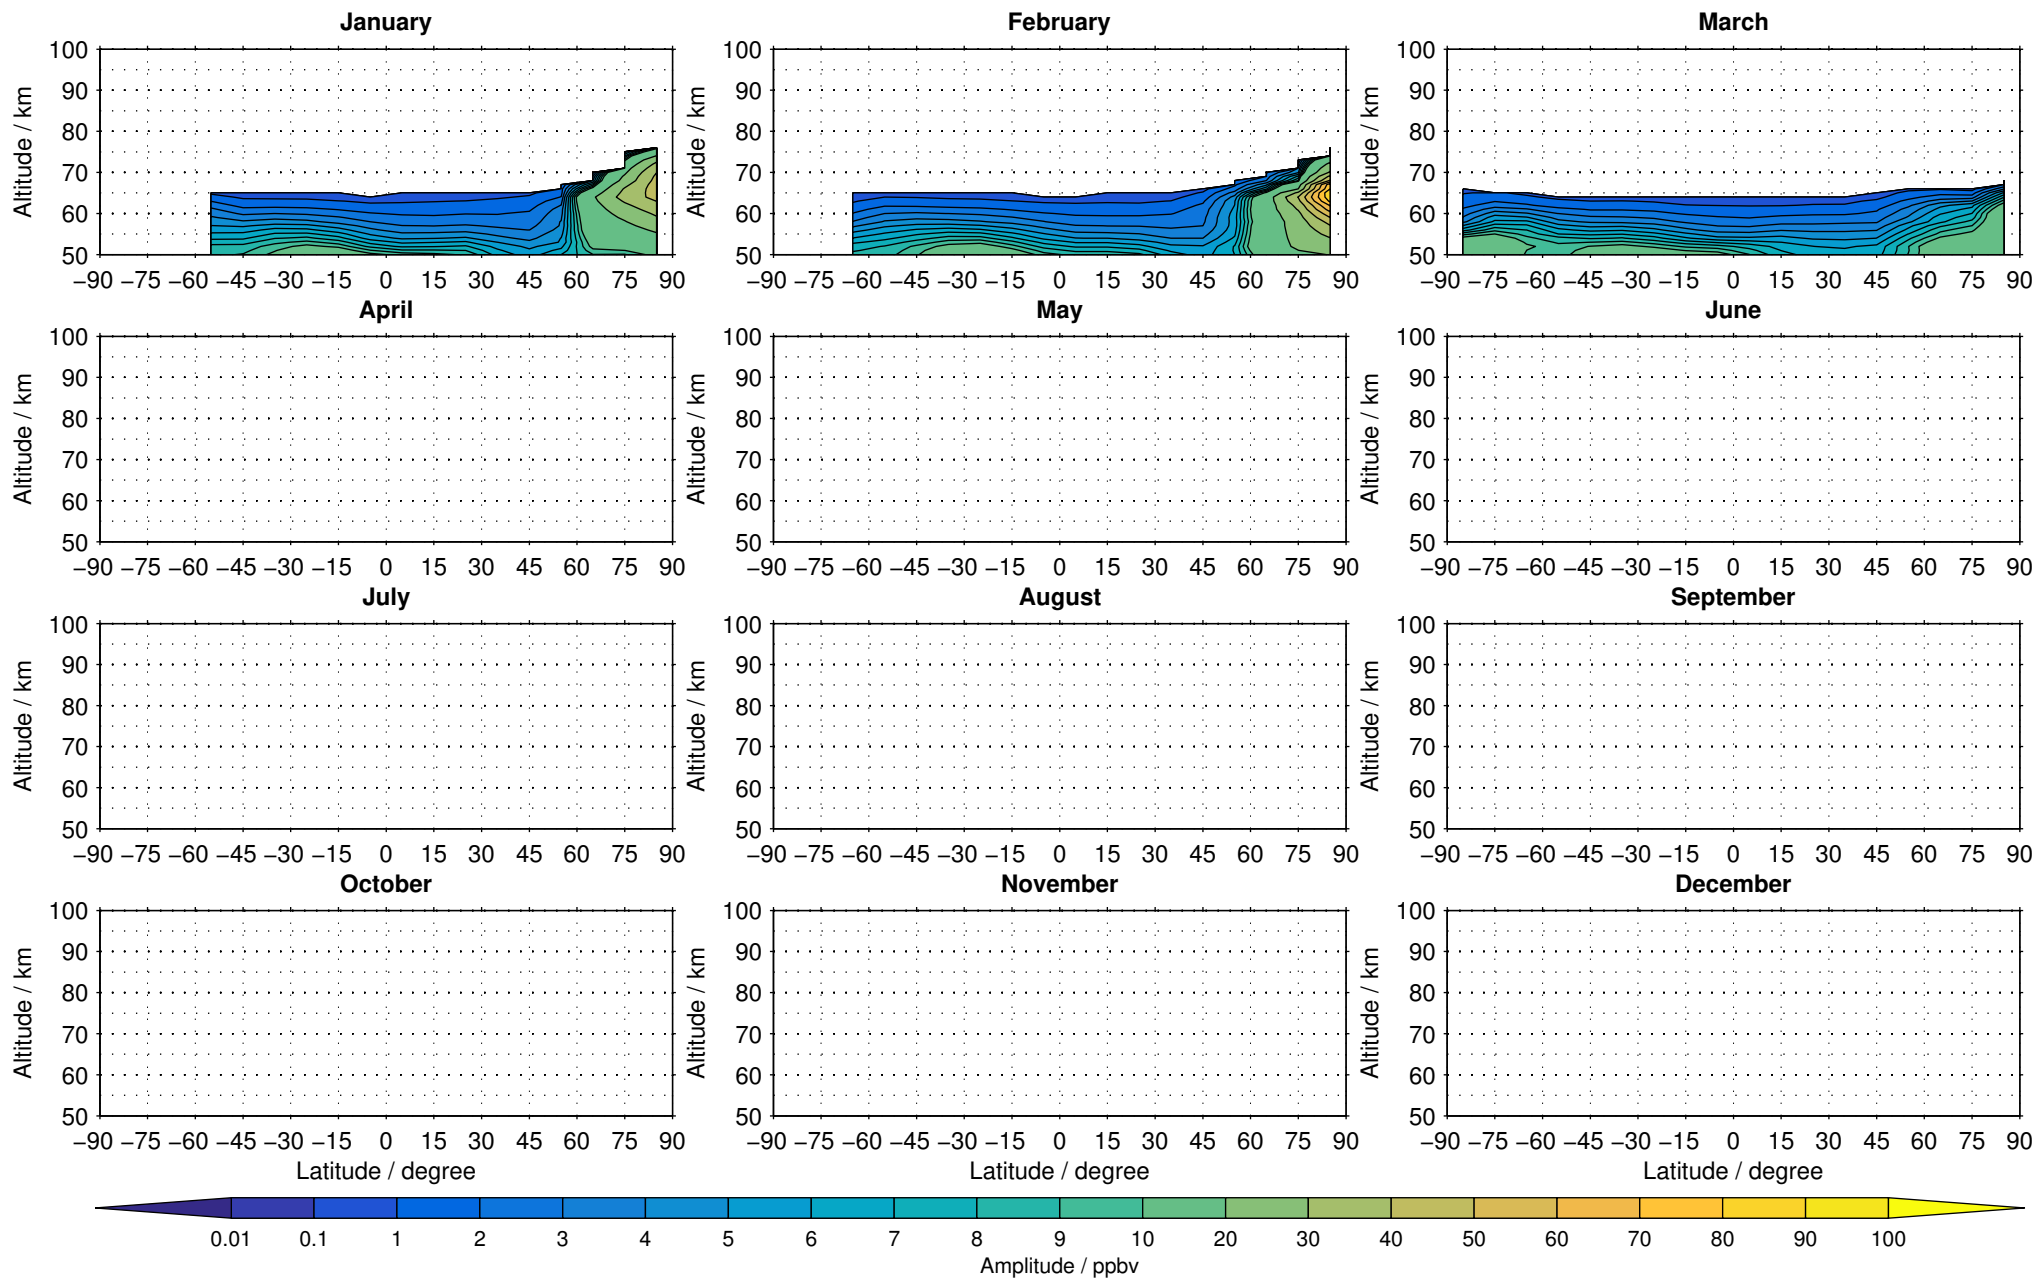 January February March
100 100 100
90 90 90
80 80 80
70 70 70
60 60 60
50 50 50
Altitude / km Altitude / km Altitude / km
−90 −75 −60 −45 −30 −15 0 15 30 45 60 75 90 −90 −75 −60 −45 −30 −15 0 15 30 45 60 75 90 −90 −75 −60 −45 −30 −15 0 15 30 45 60 75 90
April May June
100 100 100
90 90 90
80 80 80
70 70 70
60 60 60
50 50 50
Altitude / km Altitude / km Altitude / km
−90 −75 −60 −45 −30 −15 0 15 30 45 60 75 90 −90 −75 −60 −45 −30 −15 0 15 30 45 60 75 90 −90 −75 −60 −45 −30 −15 0 15 30 45 60 75 90
July August September
100 100 100
90 90 90
80 80 80
70 70 70
60 60 60
50 50 50
Altitude / km Altitude / km Altitude / km
−90 −75 −60 −45 −30 −15 0 15 30 45 60 75 90 −90 −75 −60 −45 −30 −15 0 15 30 45 60 75 90 −90 −75 −60 −45 −30 −15 0 15 30 45 60 75 90
October November December
100 100 100
90 90 90
80 80 80
70 70 70
60 60 60
50 50 50
Altitude / km Altitude / km Altitude / km
−90 −75 −60 −45 −30 −15 0 15 30 45 60 75 90 −90 −75 −60 −45 −30 −15 0 15 30 45 60 75 90 −90 −75 −60 −45 −30 −15 0 15 30 45 60 75 90
Latitude / degree Latitude / degree Latitude / degree
0.01 0.1 1 2 3 4 5 6 7 8 9 10 20 30 40 50 60 70 80 90 100
Amplitude / ppbv